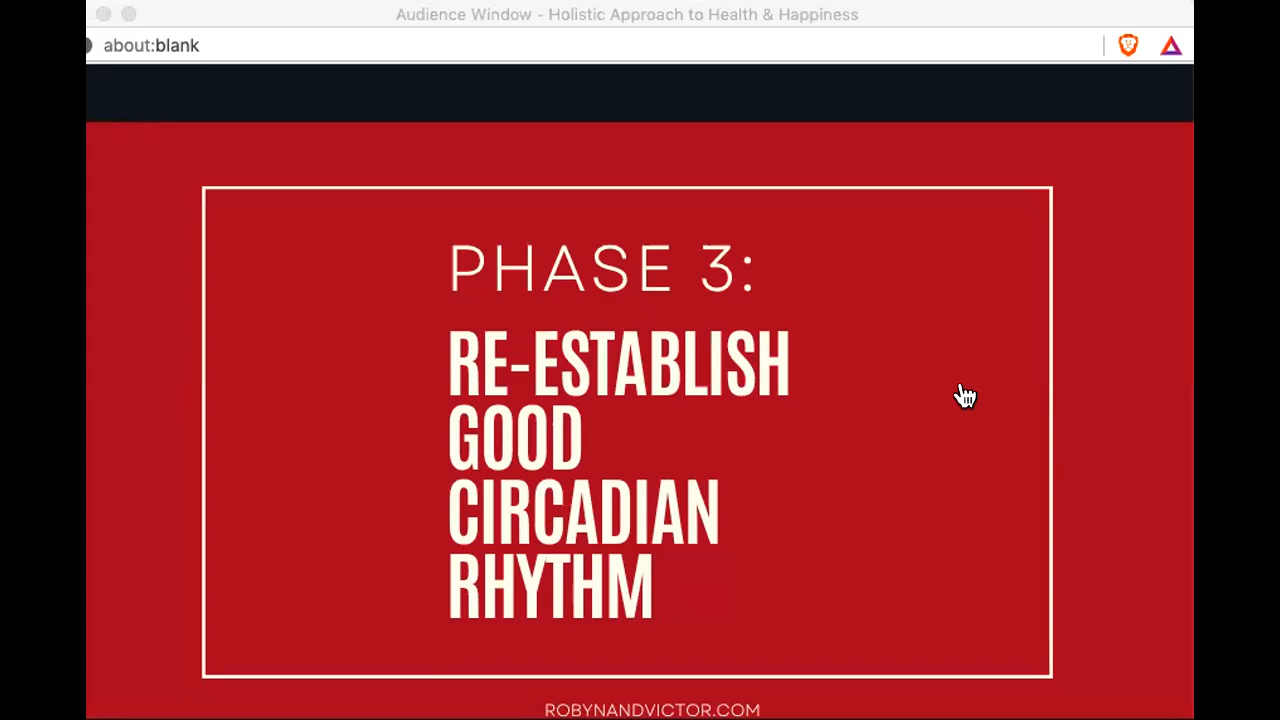 Audience Window - Holistic Approach to Health & Happiness
about:blank
PHASE 3:
RE-ESTABLISH
GOOD
CIRCADIAN
RHYTHM
ROBYNANDVICTOR.COM